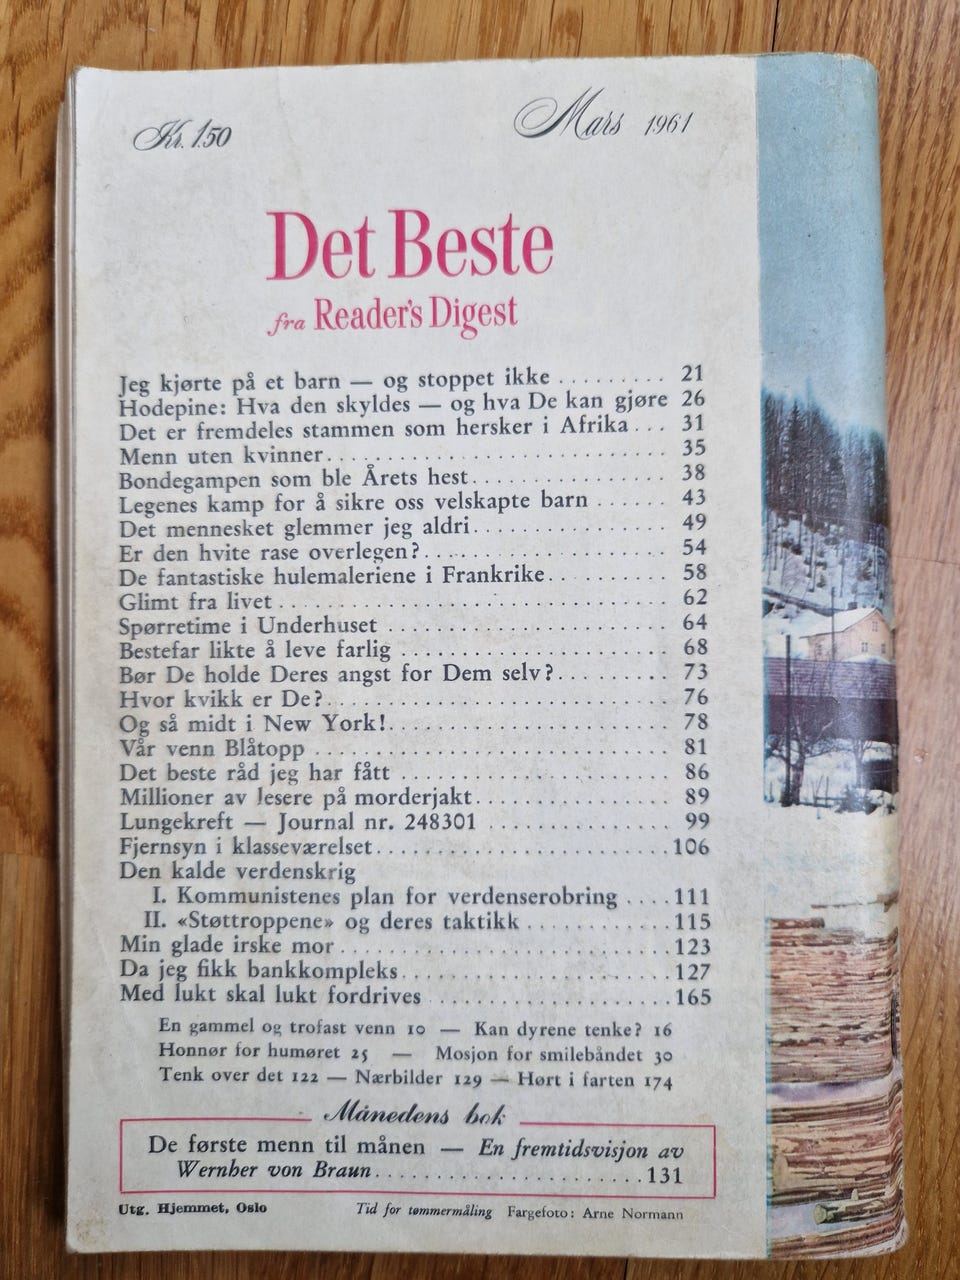 Kr. 1.50
Mars 1961
Det Beste
fra Reader's Digest
Jeg kjørte på et barn — og stoppet ikke ......... 21
Hodepine: Hva den skyldes — og hva De kan gjøre 26
Det er fremdeles stammen som hersker i Afrika... 31
Menn uten kvinner............................ 35
Bondegampen som ble Årets hest................ 38
Legenes kamp for å sikre oss velskapte barn ...... 43
Det mennesket glemmer jeg aldri................ 49
Er den hvite rase overlegen?.................... 54
De fantastiske hulemaleriene i Frankrike.......... 58
Glimt fra livet ................................ 62
Spørretime i Underhuset ....................... 64
Bestefar likte å leve farlig ...................... 68
Bør De holde Deres angst for Dem selv?......... 73
Hvor kvikk er De?............................ 76
Og så midt i New York!....................... 78
Vår venn Blåtopp ............................. 81
Det beste råd jeg har fått ...................... 86
Millioner av lesere på morderjakt................ 89
Lungekreft — Journal nr. 248301 ............... 99
Fjernsyn i klasseværelset........................ 106
Den kalde verdenskrig
I. Kommunistenes plan for verdenserobring .... 111
II. «Støttroppene» og deres taktikk ............ 115
Min glade irske mor .......................... 123
Da jeg fikk bankkompleks...................... 127
Med lukt skal lukt fordrives .................... 165
En gammel og trofast venn 10 — Kan dyrene tenke? 16
Honnør for humøret 25 — Mosjon for smilebåndet 30
Tenk over det 122 — Nærbilder 129 — Hørt i farten 174
Månedens bok
De første menn til månen — En fremtidsvisjon av
Wernher von Braun........................ 131
Utg. Hjemmet, Oslo
Tid for tømmermåling Fargefoto: Arne Normann